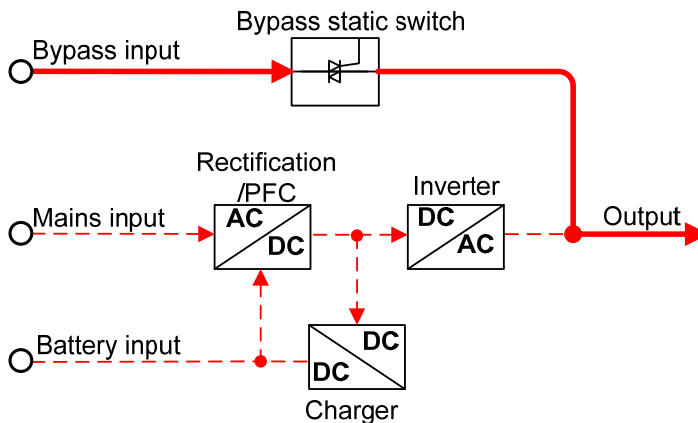 Bypass static switch
Bypass input
Rectification
/PFC
Inverter
Mains input
AC
DC
DC
AC
Output
Battery input
DC
DC
Charger